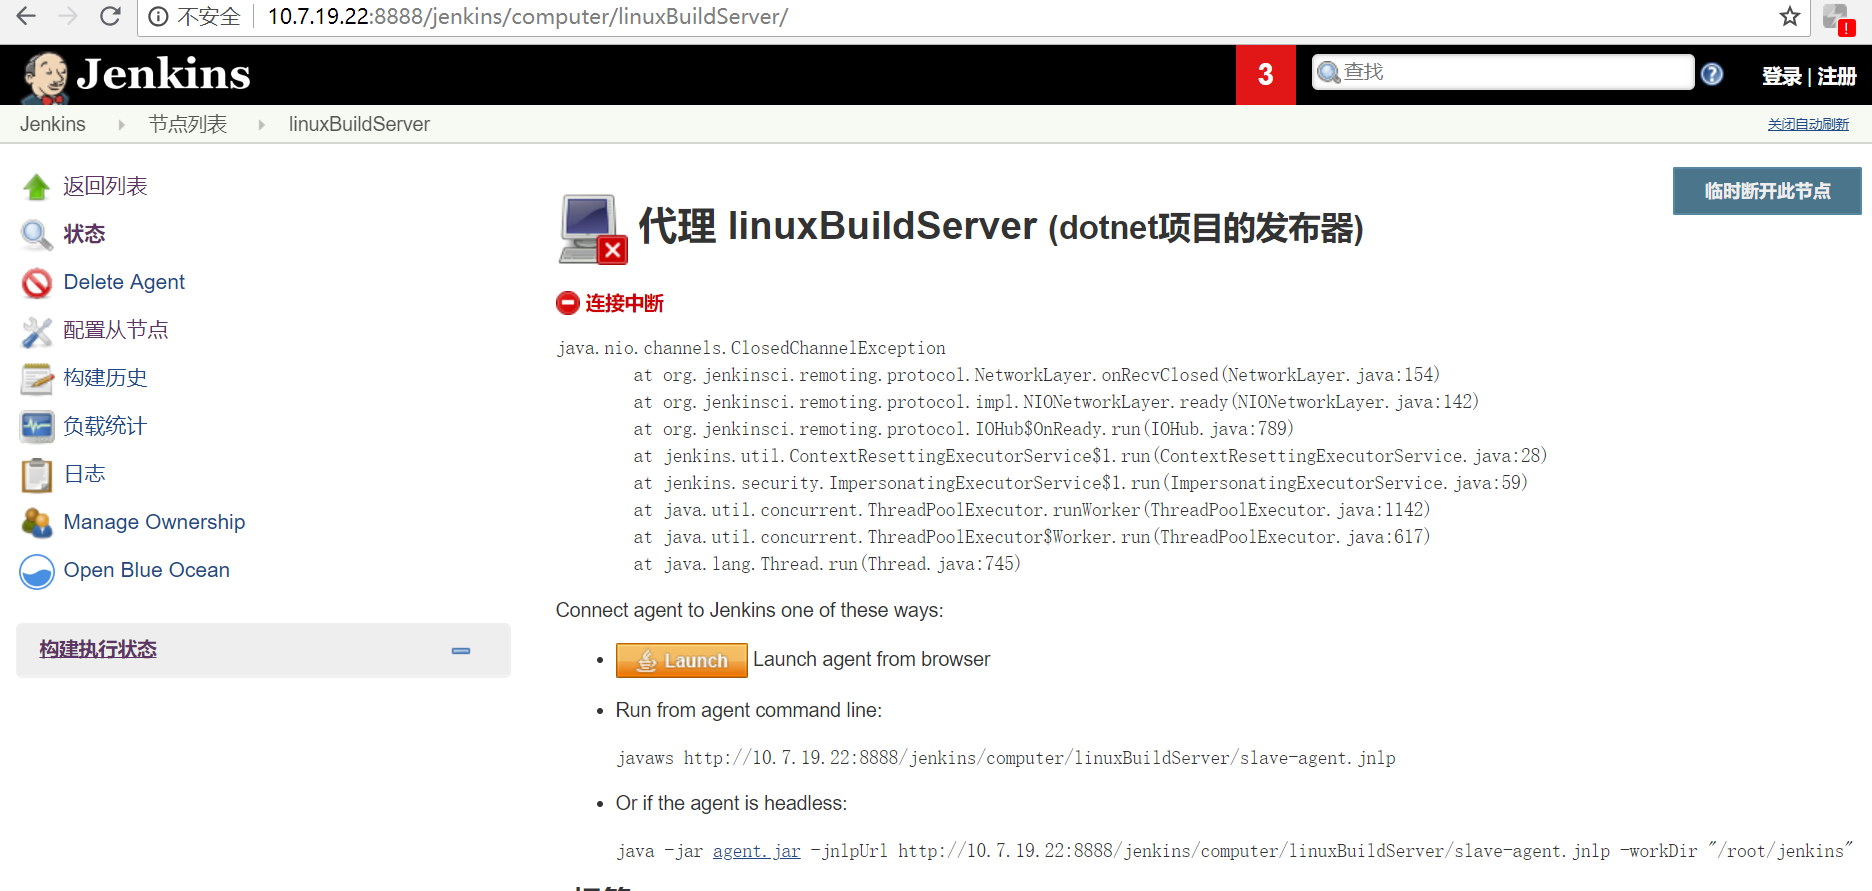 不安全 10.7.19.22:8888/jenkins/computer/linuxBuildServer/
Jenkins
3
查找
登录 | 注册
Jenkins 节点列表 linuxBuildServer
关闭自动刷新
返回列表
状态
Delete Agent
配置从节点
构建历史
负载统计
日志
Manage Ownership
Open Blue Ocean
构建执行状态
临时断开此节点
代理 linuxBuildServer (dotnet项目的发布器)
连接中断
java.nio.channels.ClosedChannelException
at org.jenkinsci.remoting.protocol.NetworkLayer.onRecvClosed(NetworkLayer.java:154)
at org.jenkinsci.remoting.protocol.impl.NIONetworkLayer.ready(NIONetworkLayer.java:142)
at org.jenkinsci.remoting.protocol.IOHub$OnReady.run(IOHub.java:789)
at jenkins.util.ContextResettingExecutorService$1.run(ContextResettingExecutorService.java:28)
at jenkins.security.ImpersonatingExecutorService$1.run(ImpersonatingExecutorService.java:59)
at java.util.concurrent.ThreadPoolExecutor.runWorker(ThreadPoolExecutor.java:1142)
at java.util.concurrent.ThreadPoolExecutor$Worker.run(ThreadPoolExecutor.java:617)
at java.lang.Thread.run(Thread.java:745)
Connect agent to Jenkins one of these ways:
Launch Launch agent from browser
Run from agent command line:
javaws http://10.7.19.22:8888/jenkins/computer/linuxBuildServer/slave-agent.jnlp
Or if the agent is headless:
java -jar agent.jar -jnlpUrl http://10.7.19.22:8888/jenkins/computer/linuxBuildServer/slave-agent.jnlp -workDir "/root/jenkins"